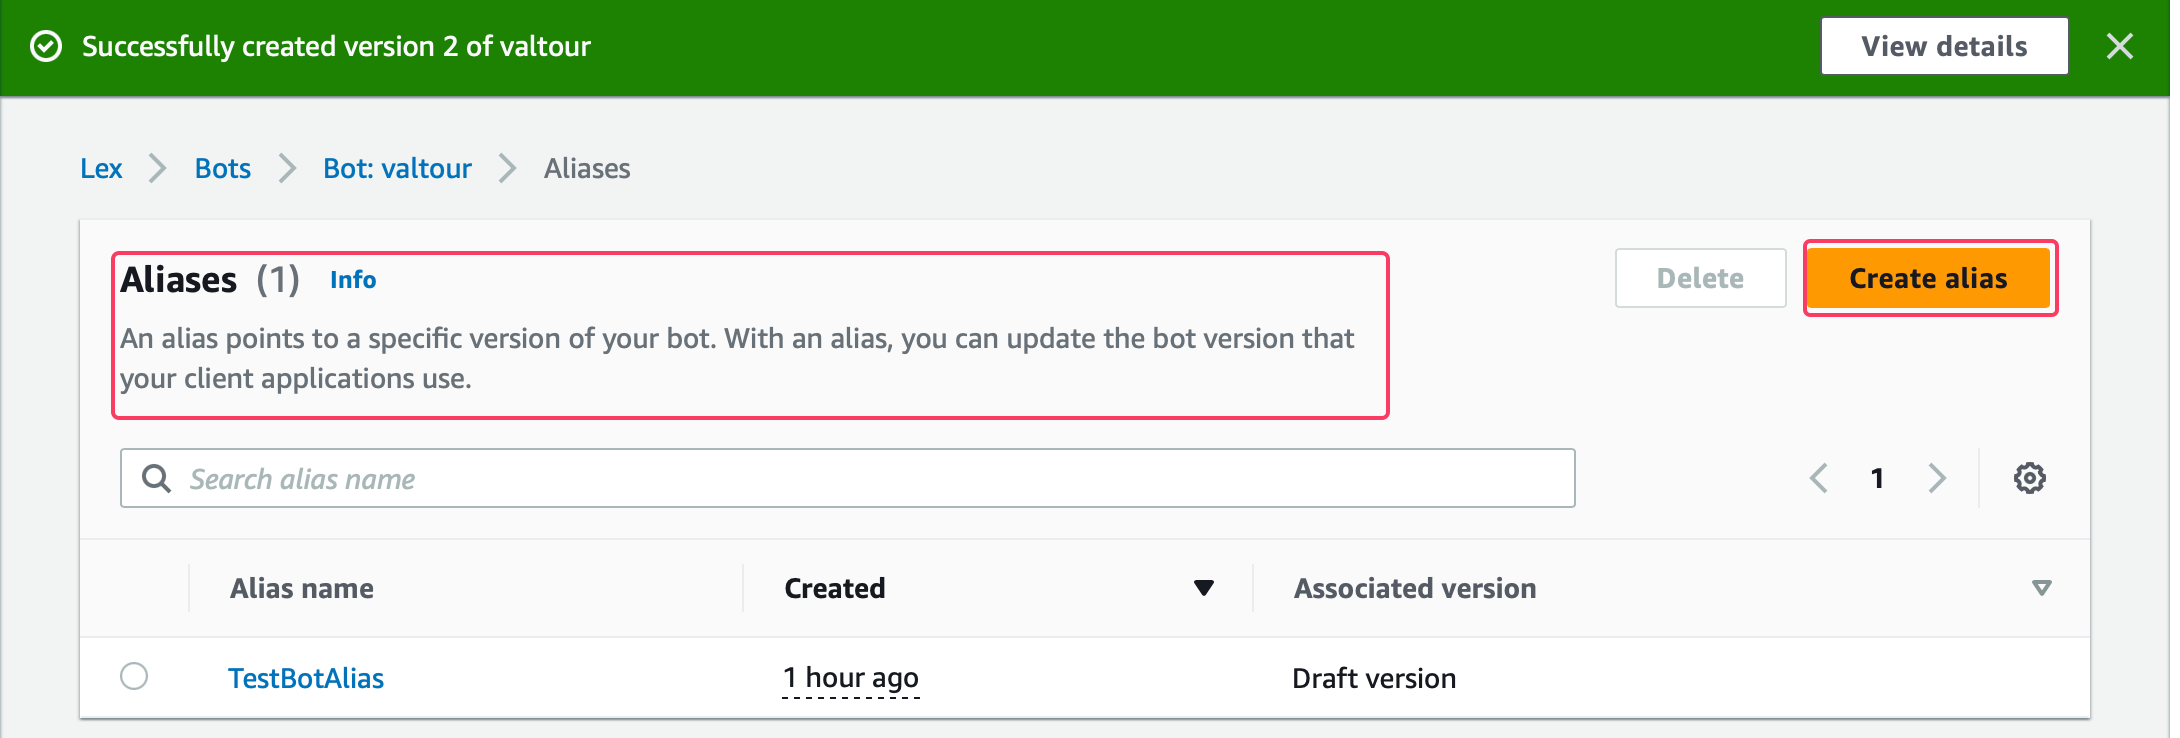 Successfully created version 2 of valtour
View details
Lex Bots Bot: valtour Aliases
Aliases (1) Info
Delete
Create alias
An alias points to a specific version of your bot. With an alias, you can update the bot version that
your client applications use.
Search alias name
1
Alias name Created Associated version
TestBotAlias 1 hour ago Draft version